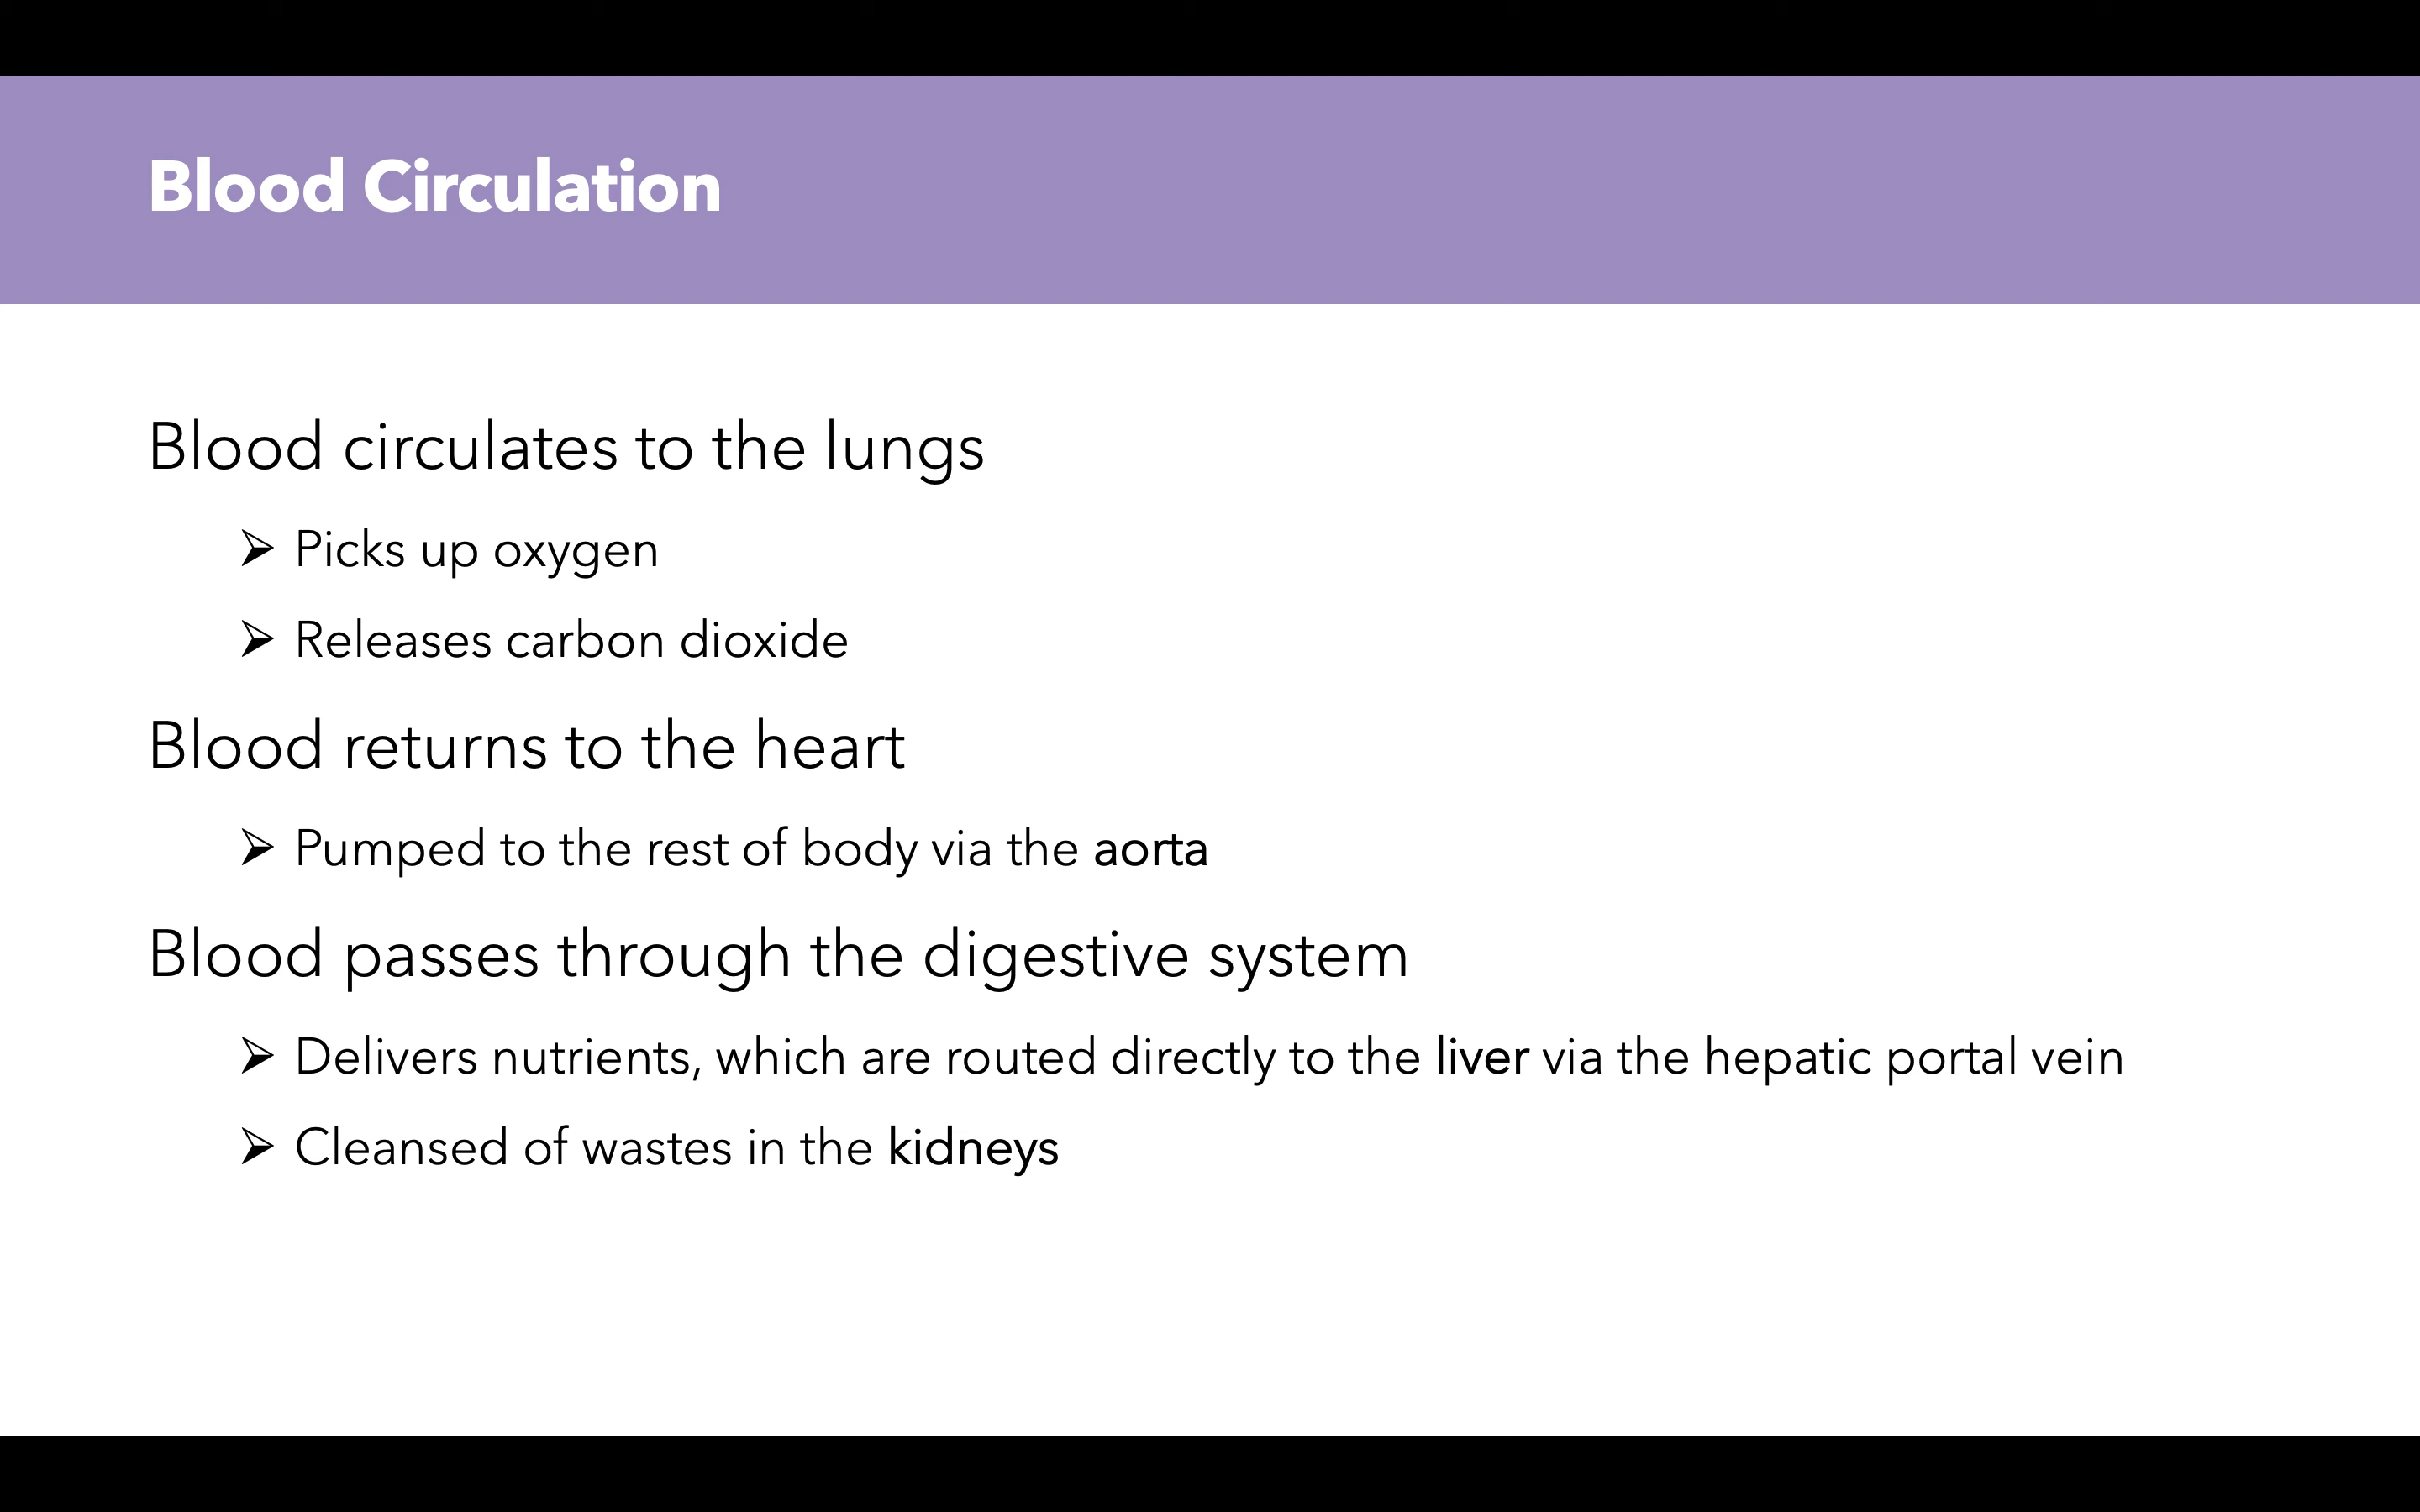 Blood Circulation
Blood circulates to the lungs
➢ Picks up oxygen
➢ Releases carbon dioxide
Blood returns to the heart
➢ Pumped to the rest of body via the aorta
Blood passes through the digestive system
➢ Delivers nutrients, which are routed directly to the liver via the hepatic portal vein
➢ Cleansed of wastes in the kidneys